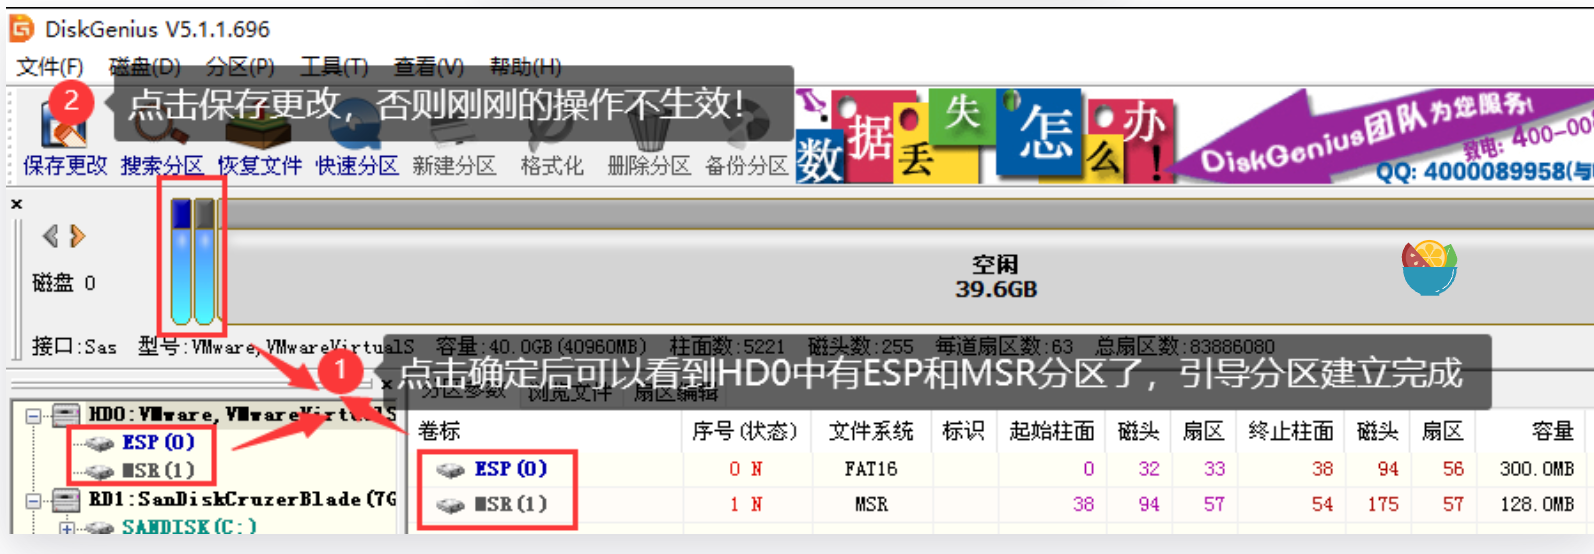 DiskGenius V5.1.1.696
文件(F) 磁盘(D) 分区(P) 工具(T) 查看(V) 帮助(H)
2 点击保存更改，否则刚刚的操作不生效！
保存更改 搜索分区 恢复文件 快速分区 新建分区 格式化 删除分区 备份分区
数据丢失怎么办！
DiskGenius团队为您服务!
致电: 400-00
QQ: 4000089958(与
磁盘 0
空闲
39.6GB
接口:Sas 型号:VMware,VMwareVirtualS 容量:40.0GB(40960MB) 柱面数:5221 磁头数:255 每道扇区数:63 总扇区数:83886080
1 点击确定后可以看到HD0中有ESP和MSR分区了，引导分区建立完成
分区参数 浏览文件 扇区编辑
HD0:VMware,VMwareVirtualS
ESP(0)
MSR(1)
RD1:SanDiskCruzerBlade(7G
SANDISK(C:)
卷标 序号(状态) 文件系统 标识 起始柱面 磁头 扇区 终止柱面 磁头 扇区 容量
ESP(0) 0 N FAT16 0 32 33 38 94 56 300.0MB
MSR(1) 1 N MSR 38 94 57 54 175 57 128.0MB